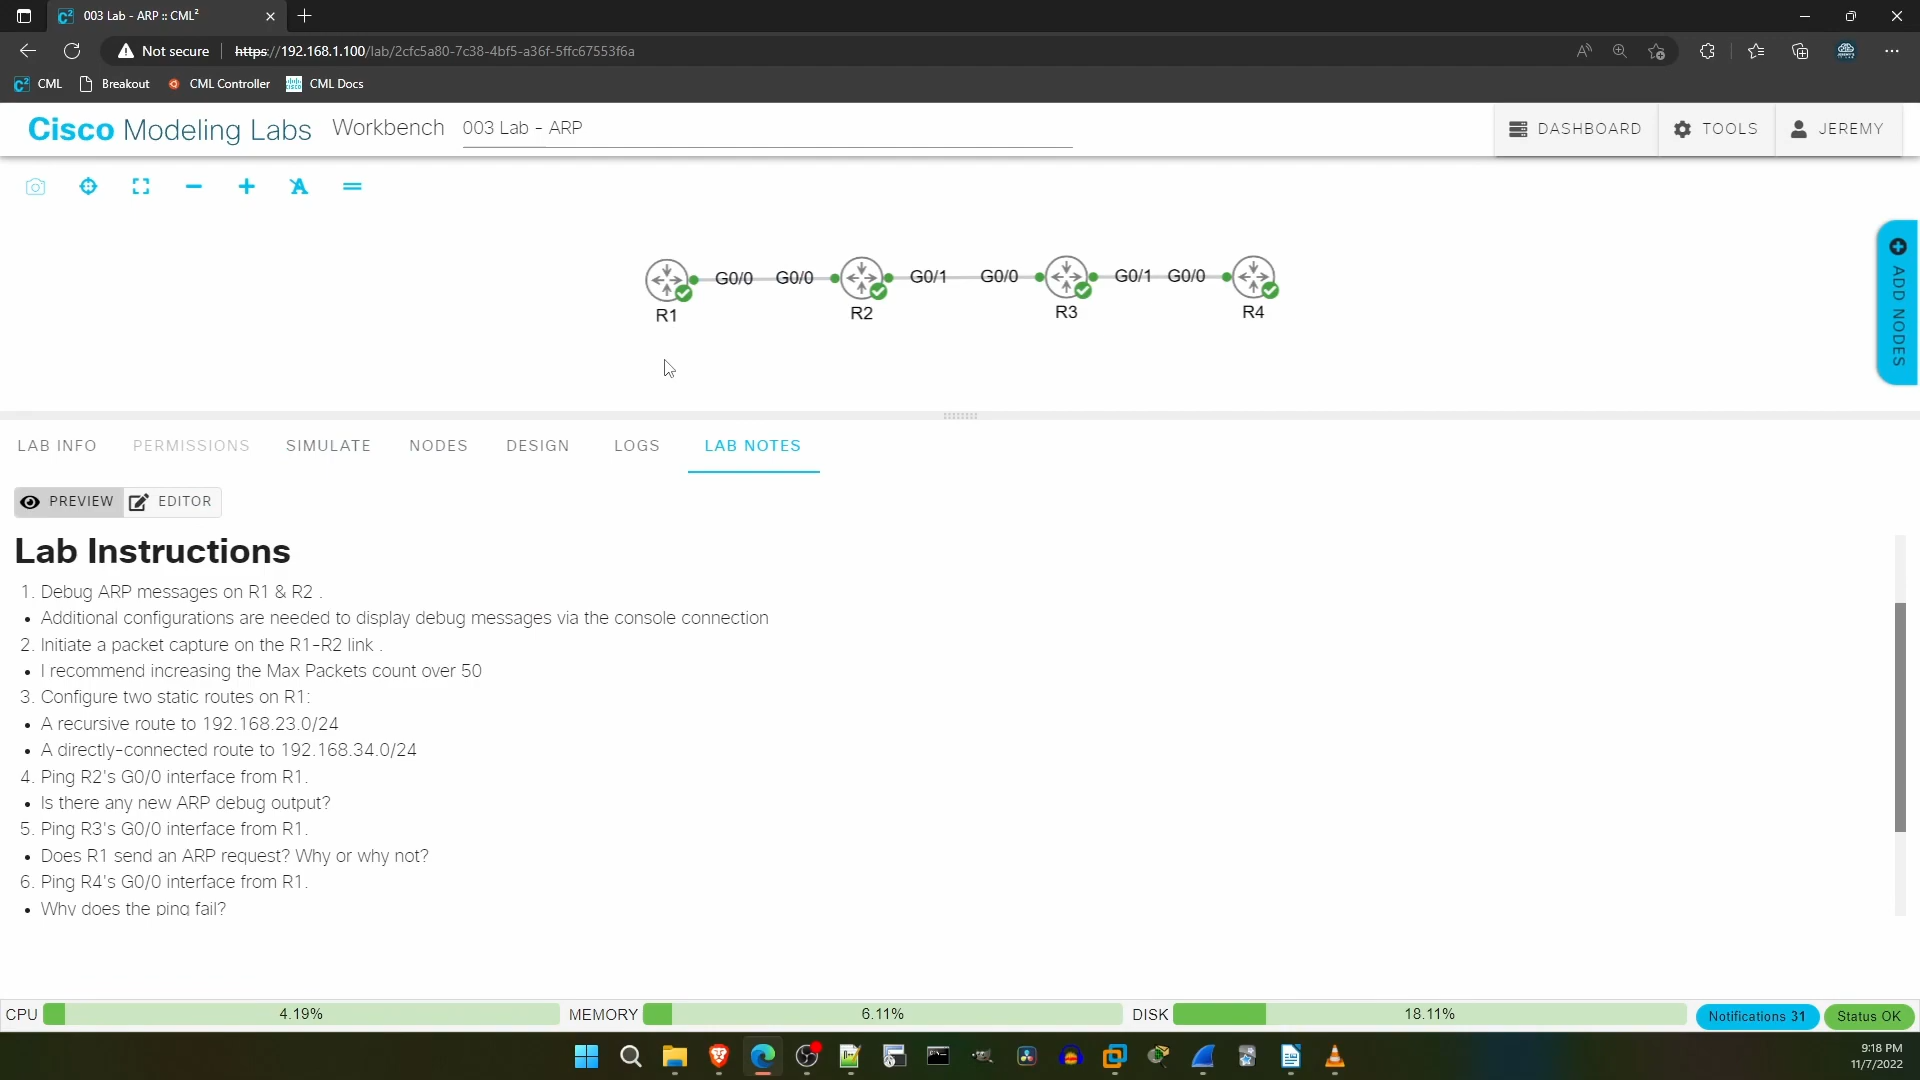 003 Lab - ARP :: CML²
Not secure
https://192.168.1.100/lab/2cfc5a80-7c38-4bf5-a36f-5ffc67553f6a
CML
Breakout
CML Controller
CML Docs
Cisco Modeling Labs
Workbench
003 Lab - ARP
DASHBOARD
TOOLS
JEREMY
ADD NODES
G0/0
G0/0
G0/1
G0/0
G0/1
G0/0
R1
R2
R3
R4
LAB INFO
PERMISSIONS
SIMULATE
NODES
DESIGN
LOGS
LAB NOTES
PREVIEW
EDITOR
Lab Instructions
1. Debug ARP messages on R1 & R2 .
• Additional configurations are needed to display debug messages via the console connection
2. Initiate a packet capture on the R1-R2 link .
• I recommend increasing the Max Packets count over 50
3. Configure two static routes on R1:
• A recursive route to 192.168.23.0/24
• A directly-connected route to 192.168.34.0/24
4. Ping R2's G0/0 interface from R1.
• Is there any new ARP debug output?
5. Ping R3's G0/0 interface from R1.
• Does R1 send an ARP request? Why or why not?
6. Ping R4's G0/0 interface from R1.
• Why does the ping fail?
CPU
4.19%
MEMORY
6.11%
DISK
18.11%
Notifications 31
Status OK
9:18 PM
11/7/2022